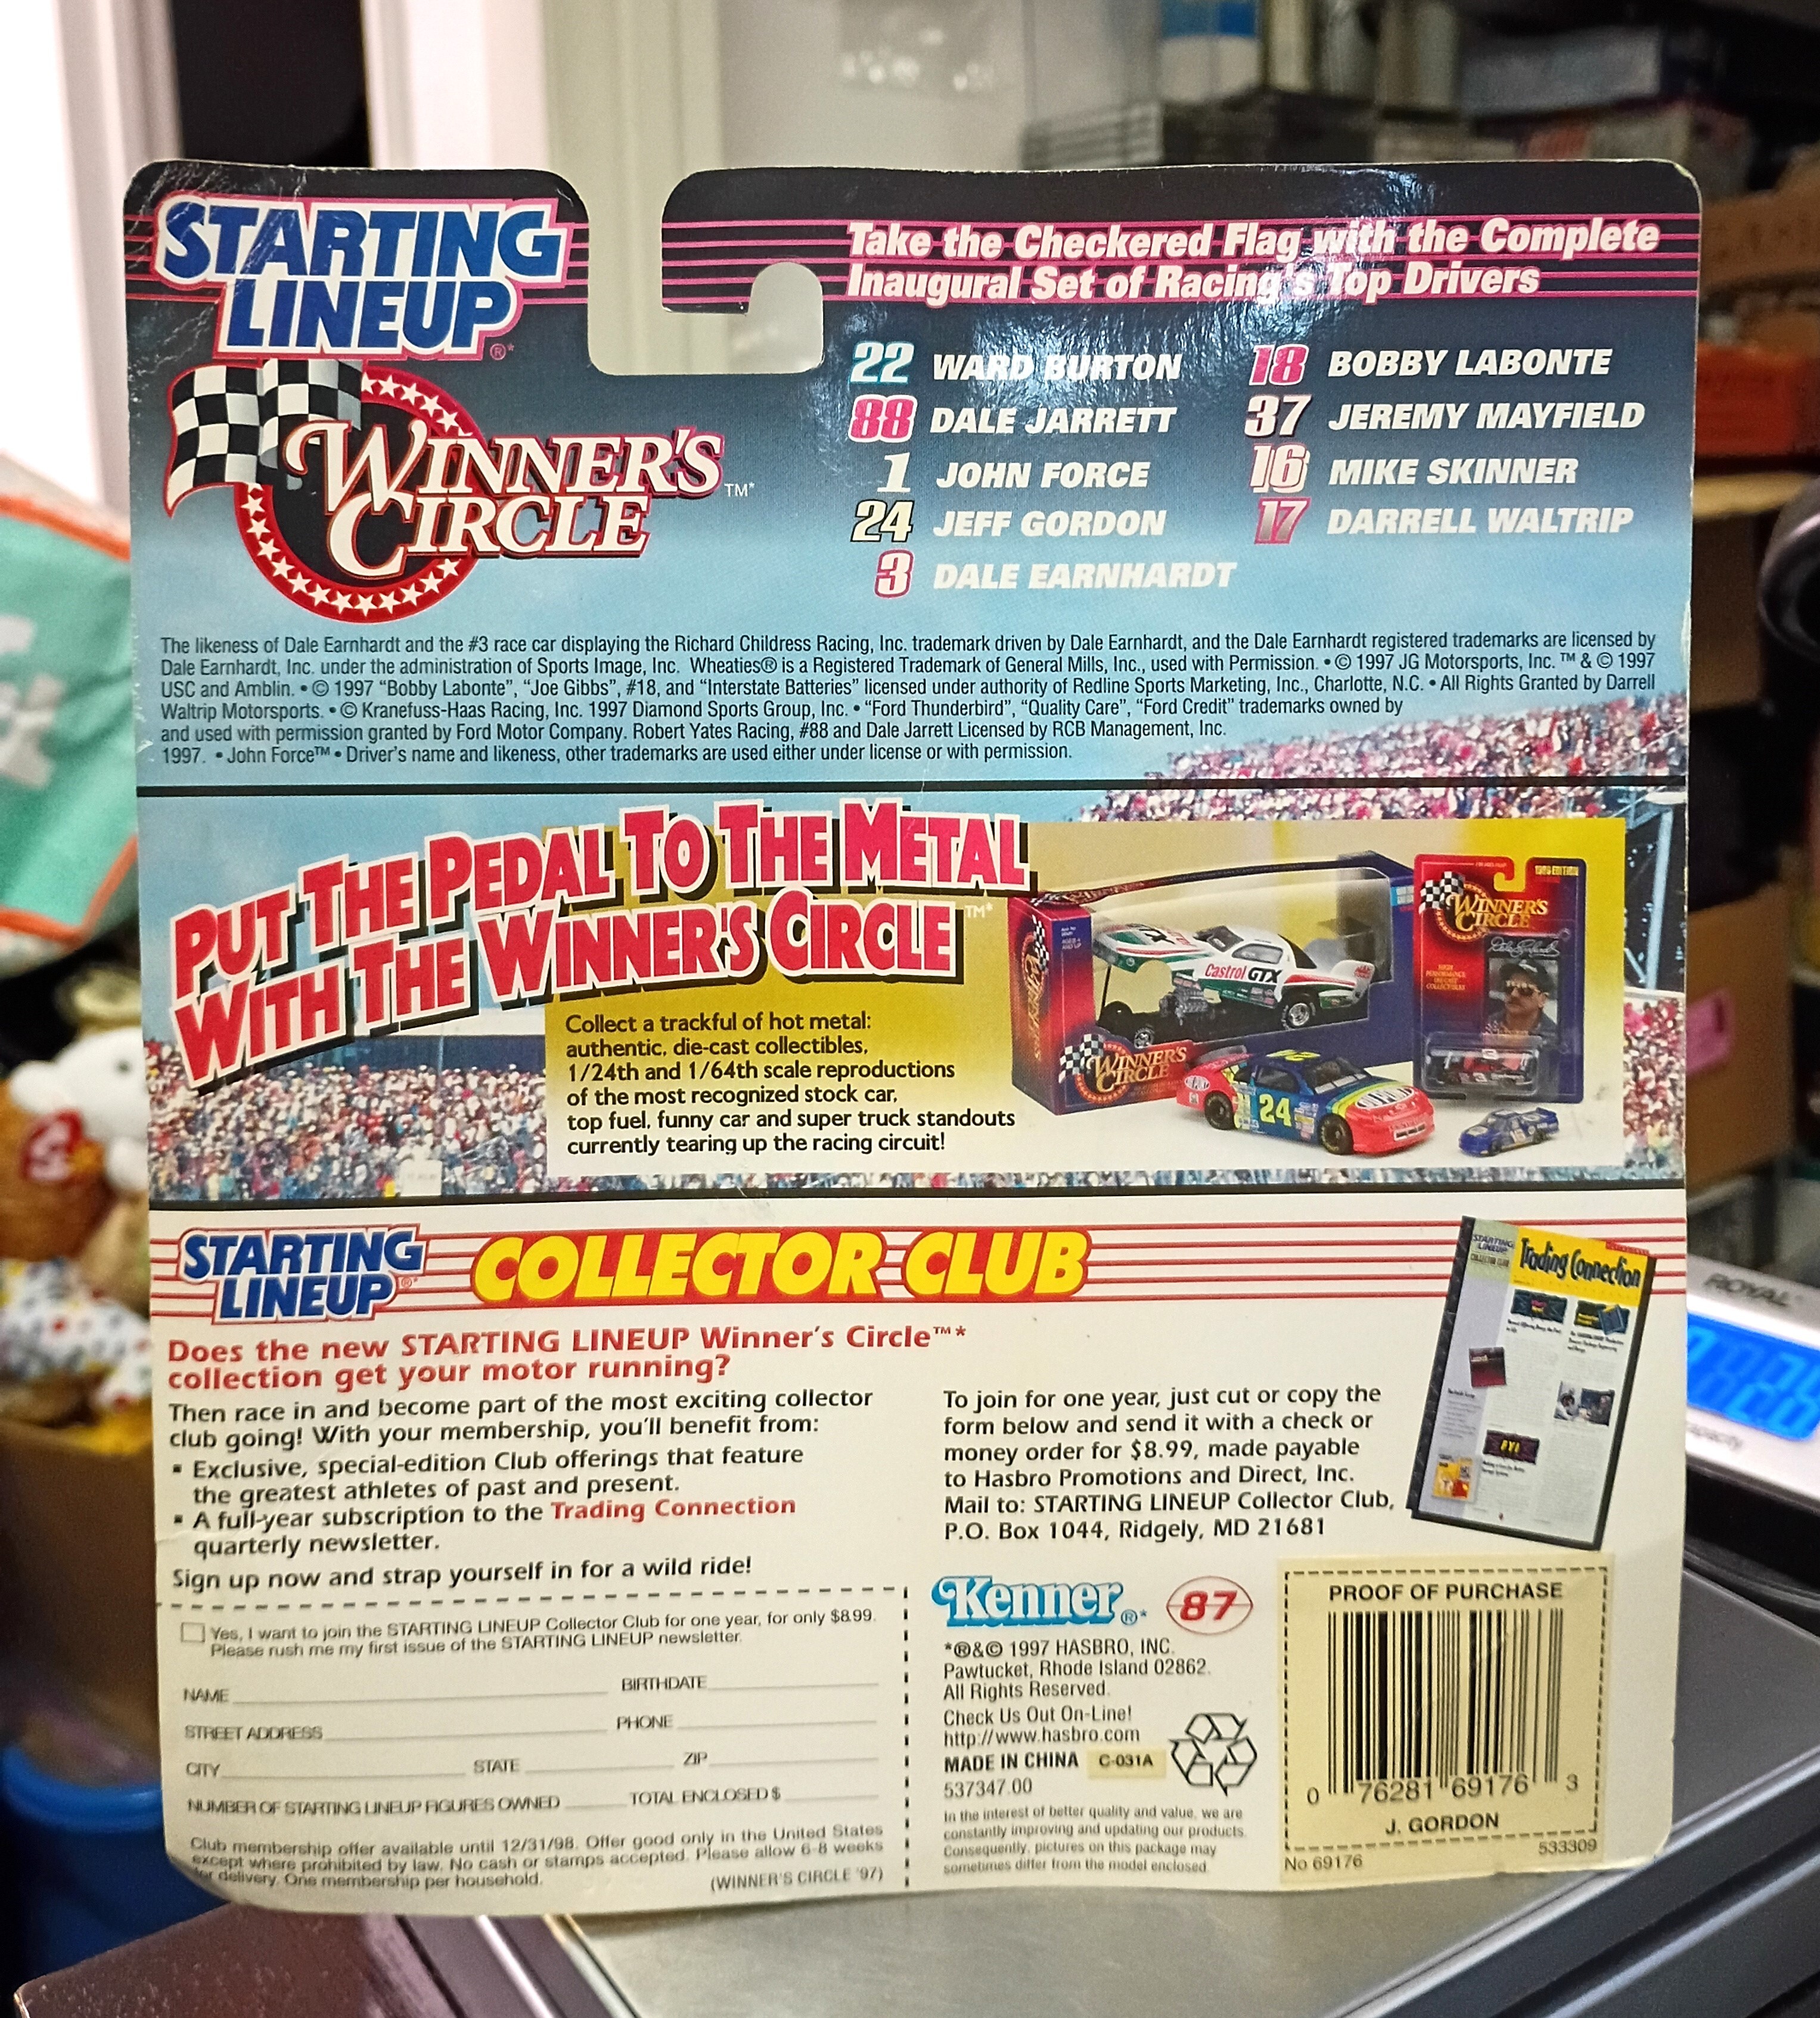 STARTING
LINEUP®*
WINNER'S
CIRCLE™*
Take the Checkered Flag with the Complete
Inaugural Set of Racing's Top Drivers
22 WARD BURTON
88 DALE JARRETT
1 JOHN FORCE
24 JEFF GORDON
3 DALE EARNHARDT
18 BOBBY LABONTE
37 JEREMY MAYFIELD
16 MIKE SKINNER
17 DARRELL WALTRIP
The likeness of Dale Earnhardt and the #3 race car displaying the Richard Childress Racing, Inc. trademark driven by Dale Earnhardt, and the Dale Earnhardt registered trademarks are licensed by
Dale Earnhardt, Inc. under the administration of Sports Image, Inc. Wheaties® is a Registered Trademark of General Mills, Inc., used with Permission. • © 1997 JG Motorsports, Inc. ™ & © 1997
USC and Amblin. • © 1997 “Bobby Labonte”, “Joe Gibbs”, #18, and “Interstate Batteries” licensed under authority of Redline Sports Marketing, Inc., Charlotte, N.C. • All Rights Granted by Darrell
Waltrip Motorsports. • © Kranefuss-Haas Racing, Inc. 1997 Diamond Sports Group, Inc. • “Ford Thunderbird”, “Quality Care”, “Ford Credit” trademarks owned by
and used with permission granted by Ford Motor Company. Robert Yates Racing, #88 and Dale Jarrett Licensed by RCB Management, Inc.
1997. • John Force™ • Driver's name and likeness, other trademarks are used either under license or with permission.
PUT THE PEDAL TO THE METAL
WITH THE WINNER'S CIRCLE™*
Collect a trackful of hot metal:
authentic, die-cast collectibles,
1/24th and 1/64th scale reproductions
of the most recognized stock car,
top fuel, funny car and super truck standouts
currently tearing up the racing circuit!
Castrol GTX
WINNER'S
CIRCLE
24
WINNER'S
CIRCLE
HIGH
PERFORMANCE
DIE-CAST
COLLECTIBLES
3
STARTING
LINEUP®*
COLLECTOR CLUB
STARTING
LINEUP
Trading Connection
Does the new STARTING LINEUP Winner's Circle™*
collection get your motor running?
Then race in and become part of the most exciting collector
club going! With your membership, you'll benefit from:
▪ Exclusive, special-edition Club offerings that feature
the greatest athletes of past and present.
▪ A full-year subscription to the Trading Connection
quarterly newsletter.
Sign up now and strap yourself in for a wild ride!
To join for one year, just cut or copy the
form below and send it with a check or
money order for $8.99, made payable
to Hasbro Promotions and Direct, Inc.
Mail to: STARTING LINEUP Collector Club,
P.O. Box 1044, Ridgely, MD 21681
Yes, I want to join the STARTING LINEUP Collector Club for one year, for only $8.99.
Please rush me my first issue of the STARTING LINEUP newsletter.
NAME BIRTHDATE
STREET ADDRESS PHONE
CITY STATE ZIP
NUMBER OF STARTING LINEUP FIGURES OWNED TOTAL ENCLOSED $
Club membership offer available until 12/31/98. Offer good only in the United States
except where prohibited by law. No cash or stamps accepted. Please allow 6-8 weeks
for delivery. One membership per household.
(WINNER'S CIRCLE '97)
Kenner®* 87
*®&© 1997 HASBRO, INC.
Pawtucket, Rhode Island 02862.
All Rights Reserved.
Check Us Out On-Line!
http://www.hasbro.com
MADE IN CHINA C-031A
537347.00
In the interest of better quality and value, we are
constantly improving and updating our products.
Consequently, pictures on this package may
sometimes differ from the model enclosed.
PROOF OF PURCHASE
0 76281 69176 3
J. GORDON
No 69176
533309
ROYAL